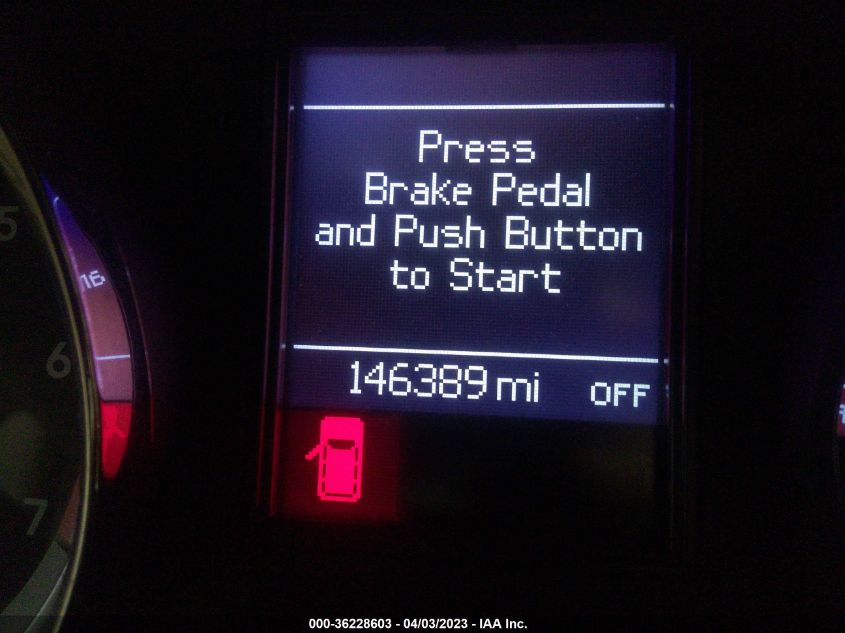 Press
Brake Pedal
and Push Button
to Start
146389 mi OFF
5
16
6
7
000-36228603 - 04/03/2023 - IAA Inc.